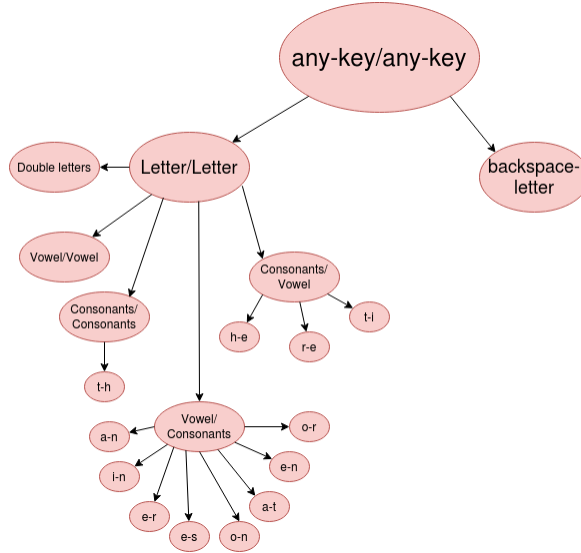 any-key/any-key
Letter/Letter
backspace-
letter
Double letters
Vowel/Vowel
Consonants/
Vowel
Consonants/
Consonants
t-i
h-e
r-e
t-h
Vowel/
Consonants
a-n
o-r
i-n
e-n
e-r
a-t
e-s
o-n